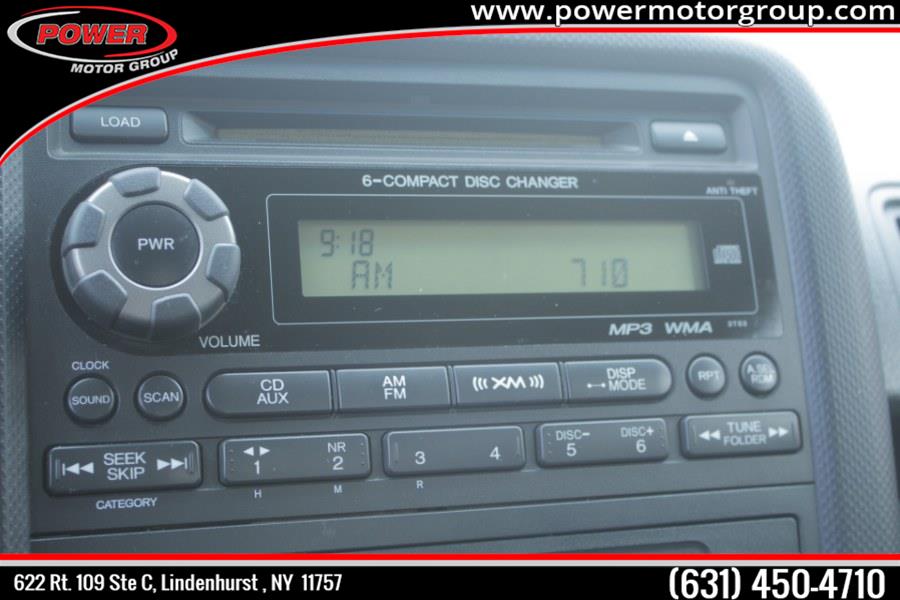 POWER
MOTOR GROUP
www.powermotorgroup.com
LOAD
6-COMPACT DISC CHANGER
ANTI THEFT
PWR
9:18
AM 710
VOLUME
MP3 WMA
CLOCK
SOUND
SCAN
CD
AUX
AM
FM
(((XM)))
DISP
MODE
RPT
A.SEL
RDM
SEEK
SKIP
CATEGORY
1
NR
2
3
4
DISC-
5
DISC+
6
TUNE
FOLDER
H
M
R
622 Rt. 109 Ste C, Lindenhurst , NY 11757
(631) 450-4710